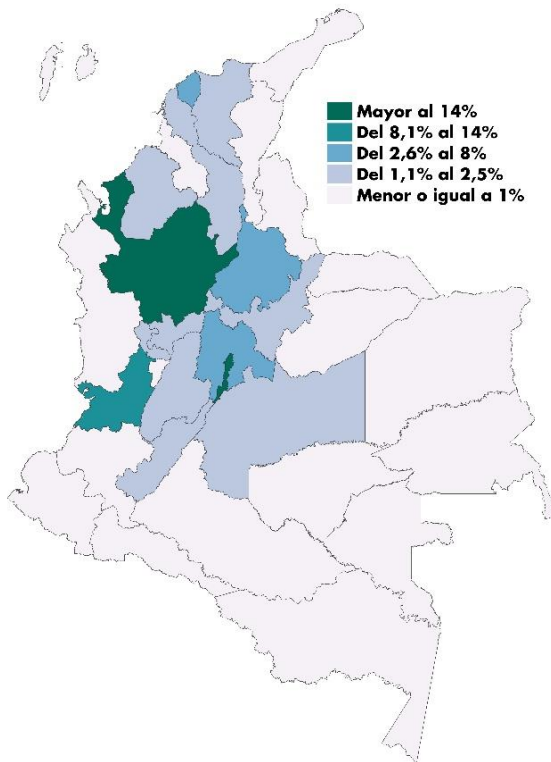 Mayor al 14%
Del 8,1% al 14%
Del 2,6% al 8%
Del 1,1% al 2,5%
Menor o igual a 1%